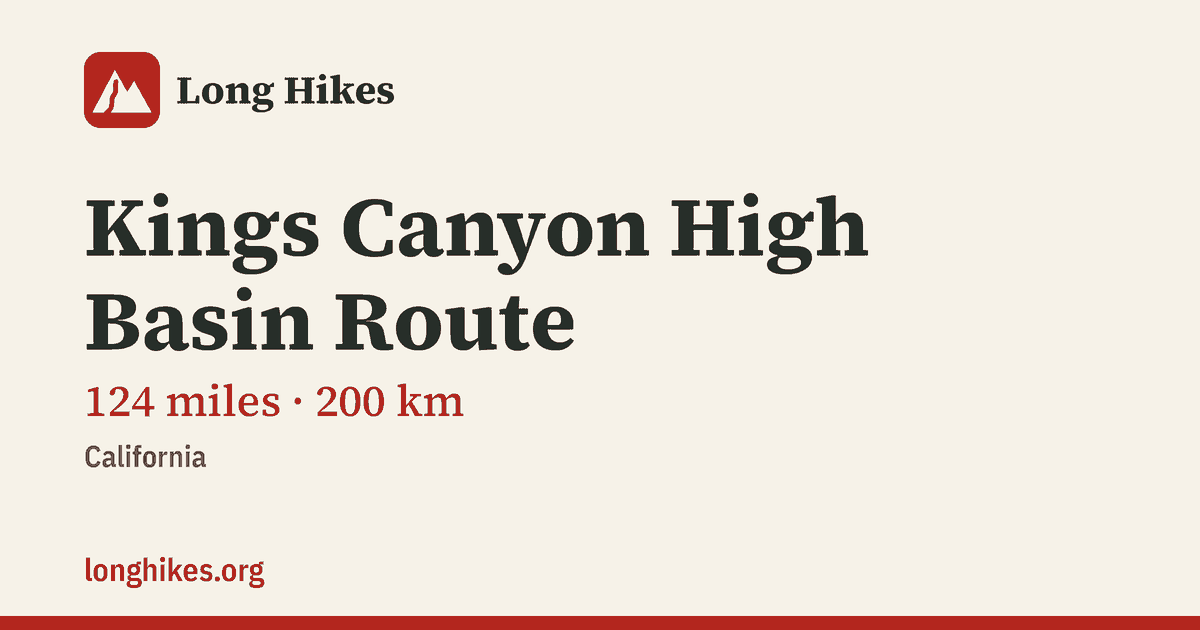 Long Hikes
Kings Canyon High
Basin Route
124 miles · 200 km
California
longhikes.org